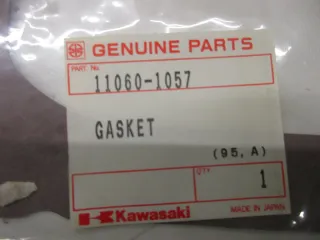 GENUINE PARTS
PART No.
11060-1057
GASKET
(95, A)
QTY
1
Kawasaki
MADE IN JAPAN